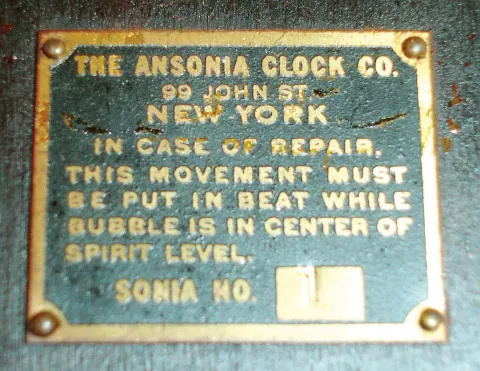 THE ANSONIA CLOCK CO.
99 JOHN ST.
NEW YORK
IN CASE OF REPAIR,
THIS MOVEMENT MUST
BE PUT IN BEAT WHILE
BUBBLE IS IN CENTER OF
SPIRIT LEVEL.
SONIA NO. 1